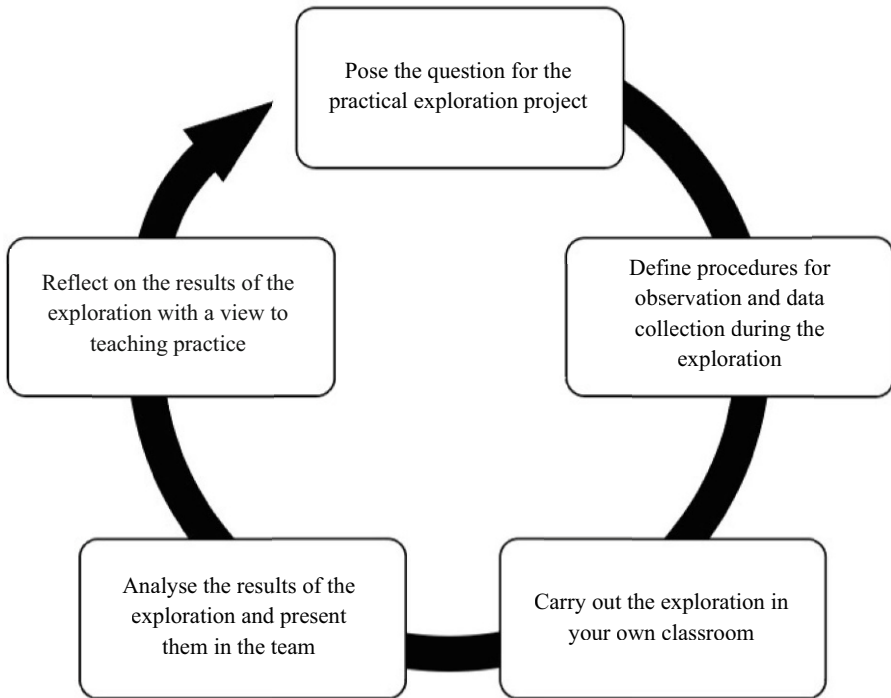 Pose the question for the
practical exploration project
Define procedures for
observation and data
collection during the
exploration
Carry out the exploration in
your own classroom
Analyse the results of the
exploration and present
them in the team
Reflect on the results of the
exploration with a view to
teaching practice